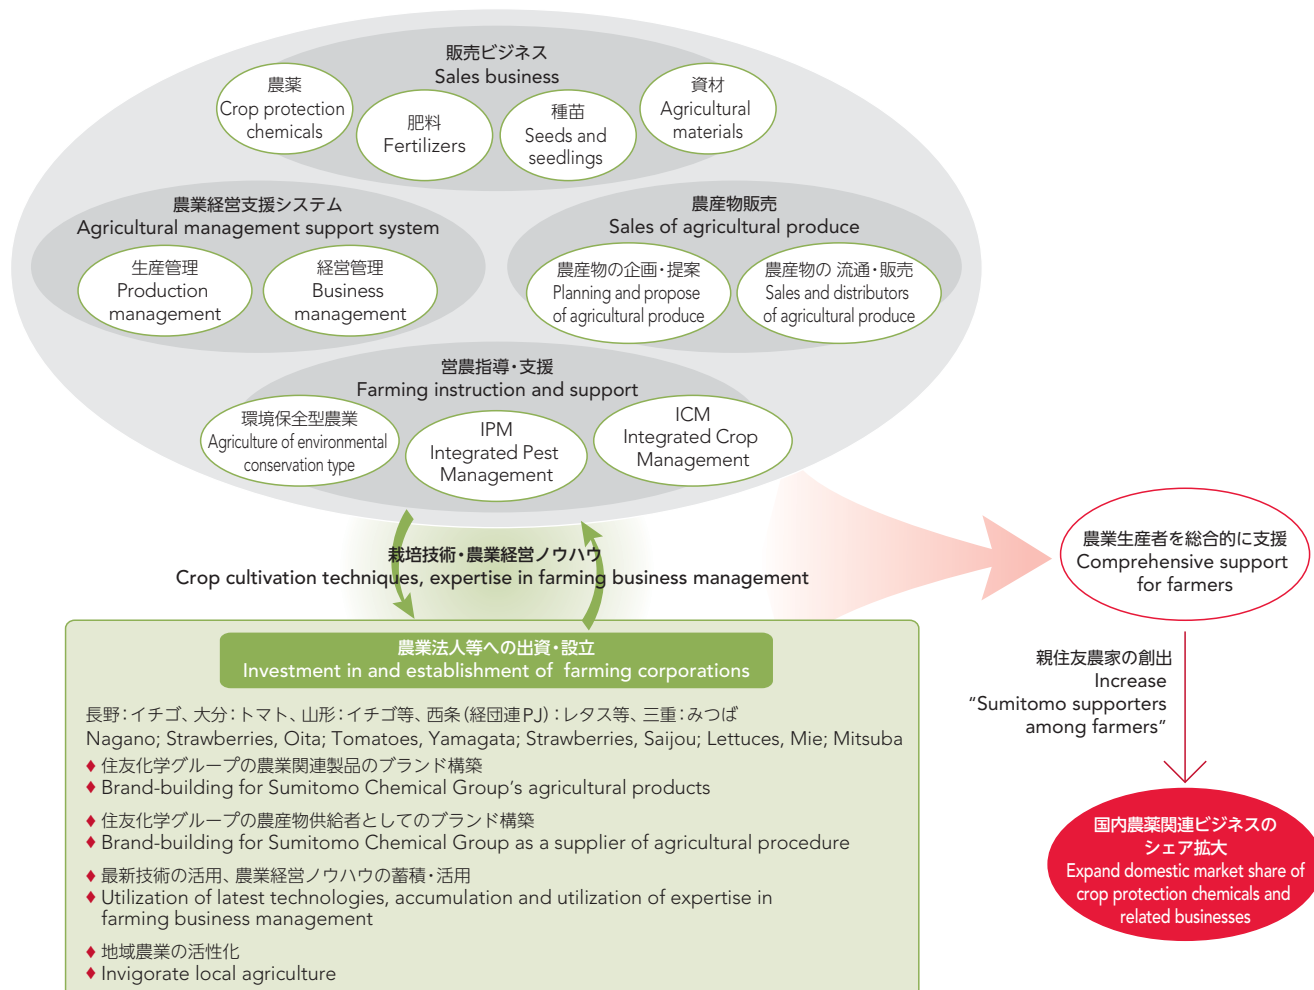 販売ビジネス
Sales business
農薬
Crop protection
chemicals
肥料
Fertilizers
種苗
Seeds and
seedlings
資材
Agricultural
materials
農業経営支援システム
Agricultural management support system
生産管理
Production
management
経営管理
Business
management
農産物販売
Sales of agricultural produce
農産物の企画・提案
Planning and propose
of agricultural produce
農産物の 流通・販売
Sales and distributors
of agricultural produce
営農指導・支援
Farming instruction and support
環境保全型農業
Agriculture of environmental
conservation type
IPM
Integrated Pest
Management
ICM
Integrated Crop
Management
栽培技術・農業経営ノウハウ
Crop cultivation techniques, expertise in farming business management
農業法人等への出資・設立
Investment in and establishment of farming corporations
長野：イチゴ、大分：トマト、山形：イチゴ等、西条（経団連PJ）：レタス等、三重：みつば
Nagano; Strawberries, Oita; Tomatoes, Yamagata; Strawberries, Saijou; Lettuces, Mie; Mitsuba
♦ 住友化学グループの農業関連製品のブランド構築
♦ Brand-building for Sumitomo Chemical Group's agricultural products
♦ 住友化学グループの農産物供給者としてのブランド構築
♦ Brand-building for Sumitomo Chemical Group as a supplier of agricultural procedure
♦ 最新技術の活用、農業経営ノウハウの蓄積・活用
♦ Utilization of latest technologies, accumulation and utilization of expertise in
farming business management
♦ 地域農業の活性化
♦ Invigorate local agriculture
農業生産者を総合的に支援
Comprehensive support
for farmers
親住友農家の創出
Increase
“Sumitomo supporters
among farmers”
国内農薬関連ビジネスの
シェア拡大
Expand domestic market share of
crop protection chemicals and
related businesses